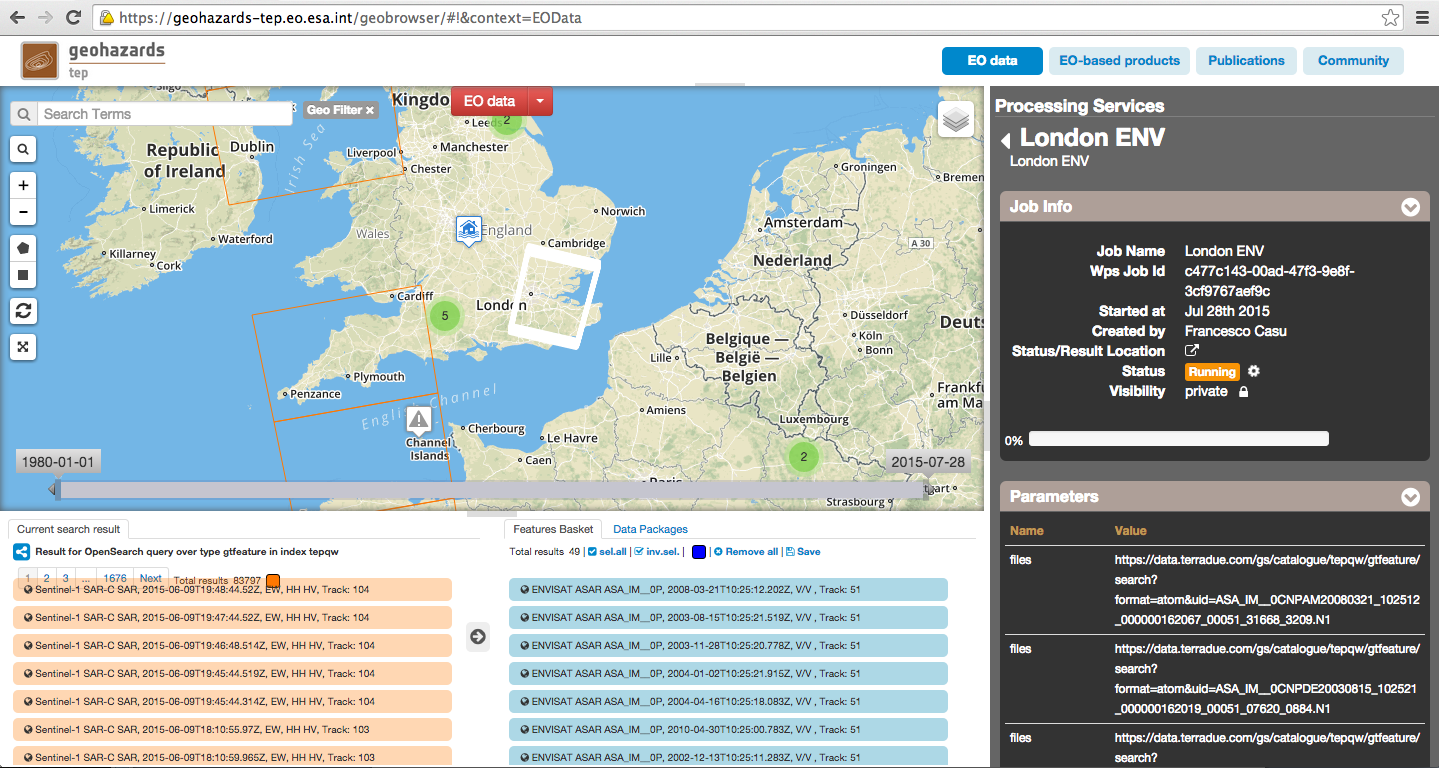 https://geohazards-tep.eo.esa.int/geobrowser/#!&context=EOData
geohazards
tep
EO data
EO-based products
Publications
Community
Search Terms
Geo Filter ×
EO data
Kingdo
Leeds
2
Manchester
Liverpool
Chester
Irish Sea
Dublin
Republic
of Ireland
Limerick
Waterford
Killarney
Cork
Norwich
England
Wales
Cambridge
Cardiff
London
5
Plymouth
Penzance
English Channel
Channel
Islands
Cherbourg
Le Havre
Caen
Amiens
Lille
Groningen
Bremen
Amsterdam
Nederland
A 30
Düsseldorf
Deuts
Köln
Bonn
Belgique —
België —
Belgien
Frankfu
am Ma
Luxembourg
2
Paris
Strasbourg
1980-01-01
2015-07-28
Processing Services
London ENV
London ENV
Job Info
Job Name London ENV
Wps Job Id c477c143-00ad-47f3-9e8f-
3cf9767aef9c
Started at Jul 28th 2015
Created by Francesco Casu
Status/Result Location
Status Running
Visibility private
0%
Parameters
Name Value
files https://data.terradue.com/gs/catalogue/tepqw/gtfeature/
search?
format=atom&uid=ASA_IM__0CNPAM20080321_102512
_000000162067_00051_31668_3209.N1
files https://data.terradue.com/gs/catalogue/tepqw/gtfeature/
search?
format=atom&uid=ASA_IM__0CNPDE20030815_102521
_000000162019_00051_07620_0884.N1
files https://data.terradue.com/gs/catalogue/tepqw/gtfeature/
search?
Current search result
Result for OpenSearch query over type gtfeature in index tepqw
1 2 3 ... 1676 Next Total results 83797
Sentinel-1 SAR-C SAR, 2015-06-09T19:48:44.52Z, EW, HH HV, Track: 104
Sentinel-1 SAR-C SAR, 2015-06-09T19:47:44.52Z, EW, HH HV, Track: 104
Sentinel-1 SAR-C SAR, 2015-06-09T19:46:48.514Z, EW, HH HV, Track: 104
Sentinel-1 SAR-C SAR, 2015-06-09T19:45:44.519Z, EW, HH HV, Track: 104
Sentinel-1 SAR-C SAR, 2015-06-09T19:45:44.314Z, EW, HH HV, Track: 104
Sentinel-1 SAR-C SAR, 2015-06-09T18:10:55.97Z, EW, HH HV, Track: 103
Sentinel-1 SAR-C SAR, 2015-06-09T18:10:59.965Z, EW, HH HV, Track: 103
Features Basket
Data Packages
Total results 49 | sel.all | inv.sel. | | Remove all | Save
ENVISAT ASAR ASA_IM__0P, 2008-03-21T10:25:12.202Z, V/V , Track: 51
ENVISAT ASAR ASA_IM__0P, 2003-08-15T10:25:21.519Z, V/V , Track: 51
ENVISAT ASAR ASA_IM__0P, 2003-11-28T10:25:20.778Z, V/V , Track: 51
ENVISAT ASAR ASA_IM__0P, 2004-01-02T10:25:21.915Z, V/V , Track: 51
ENVISAT ASAR ASA_IM__0P, 2004-04-16T10:25:18.083Z, V/V , Track: 51
ENVISAT ASAR ASA_IM__0P, 2010-04-30T10:25:00.783Z, V/V , Track: 51
ENVISAT ASAR ASA_IM__0P, 2002-12-13T10:25:11.283Z, V/V , Track: 51